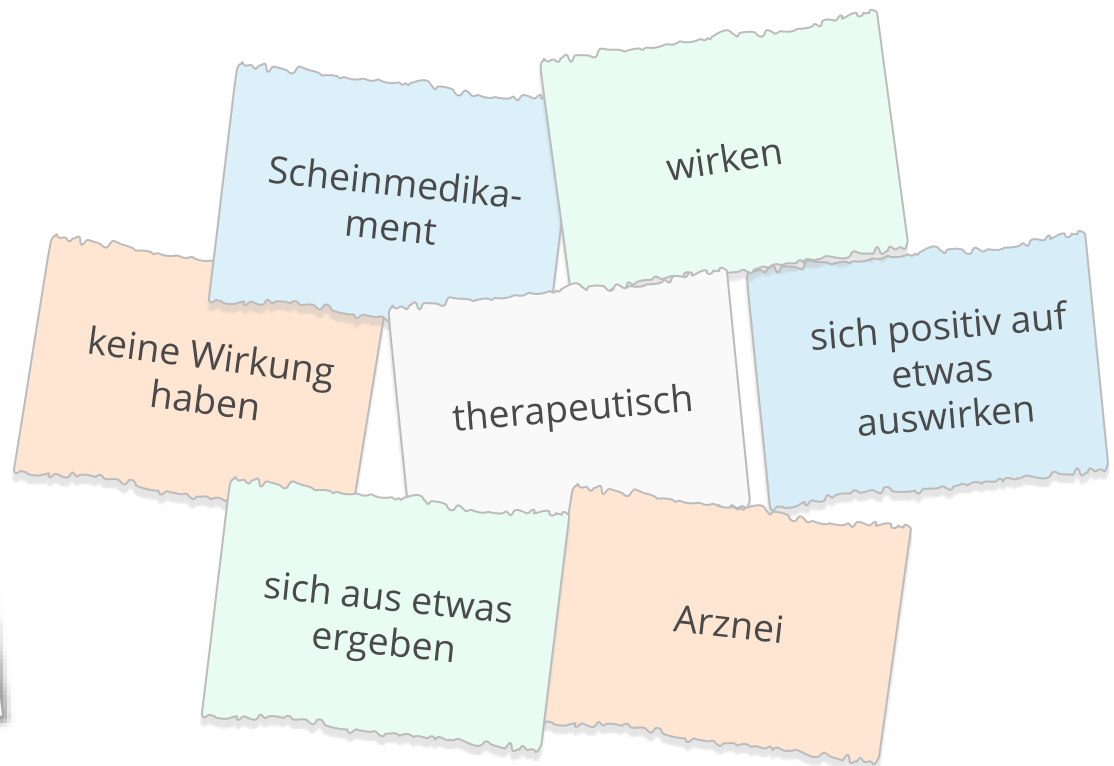 Scheinmedika-
ment
wirken
keine Wirkung
haben
therapeutisch
sich positiv auf
etwas
auswirken
sich aus etwas
ergeben
Arznei